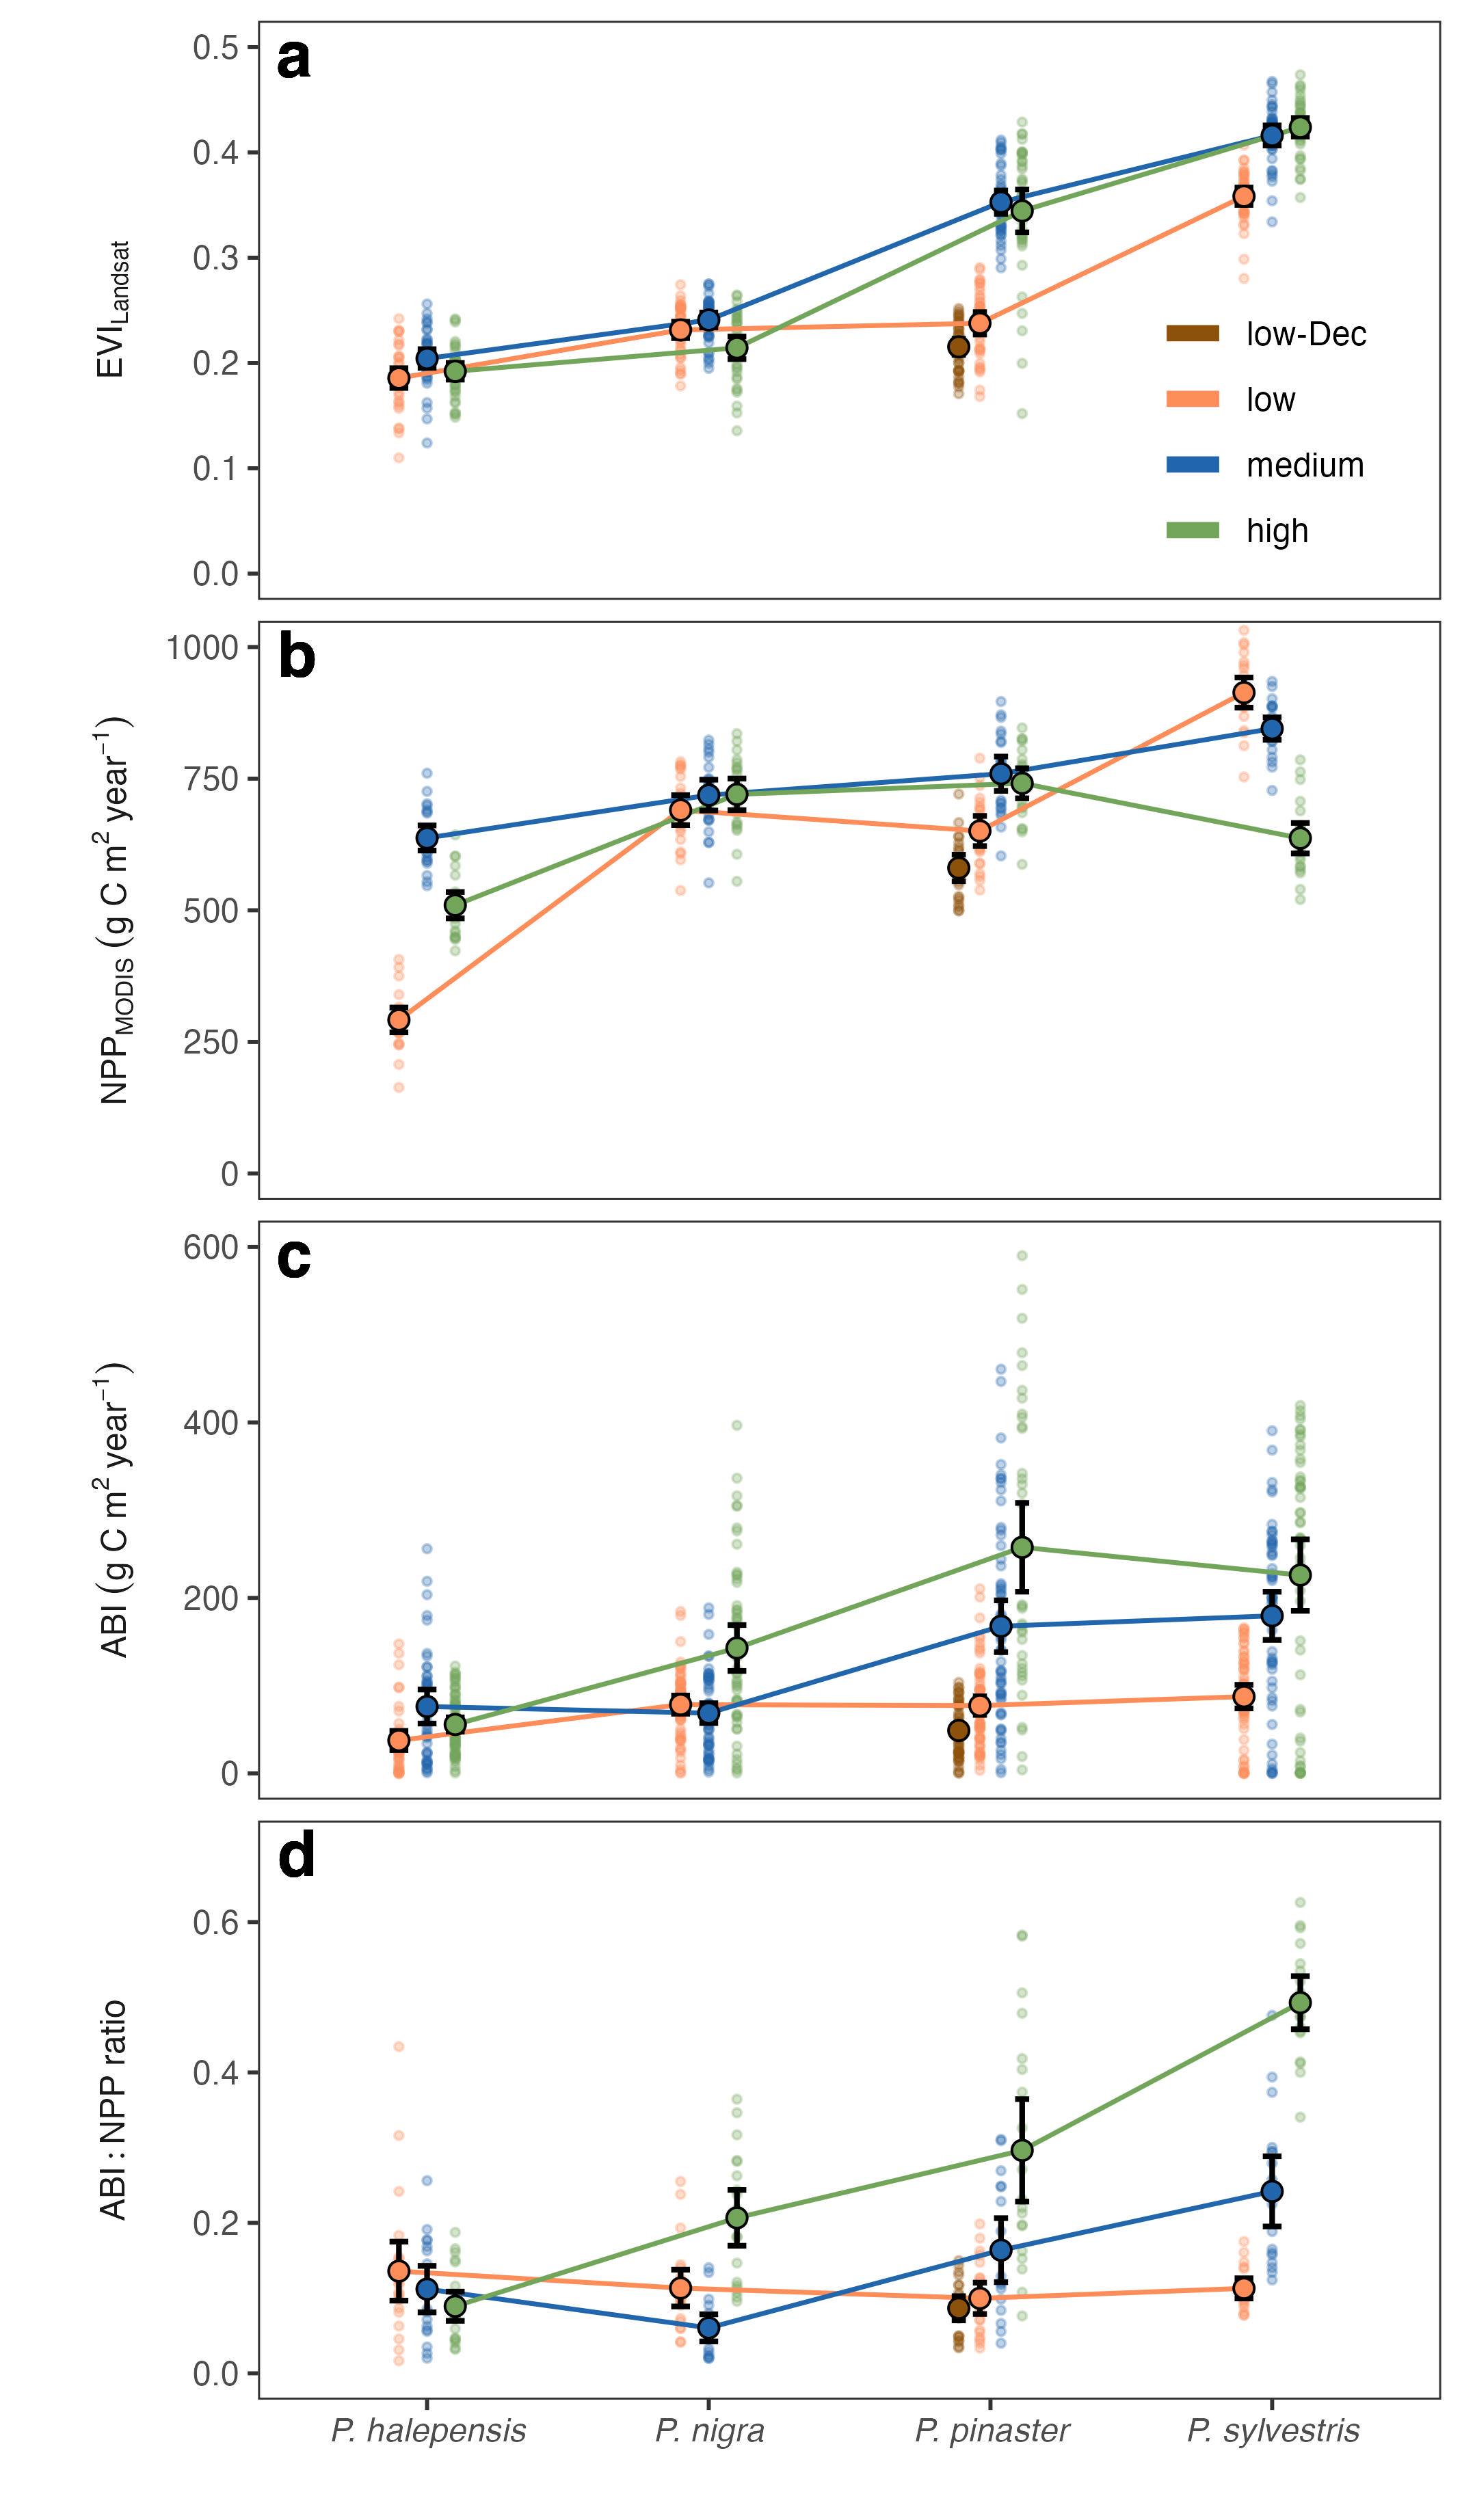 a
0.5
0.4
0.3
0.2
0.1
0.0
EVI_Landsat
low-Dec
low
medium
high
b
1000
750
500
250
0
NPP_MODIS (g C m² year⁻¹)
c
600
400
200
0
ABI (g C m² year⁻¹)
d
0.6
0.4
0.2
0.0
ABI : NPP ratio
P. halepensis P. nigra P. pinaster P. sylvestris